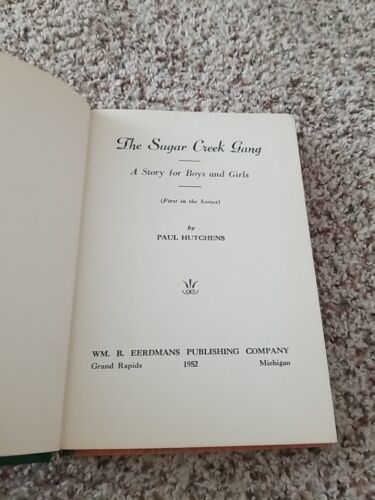 The Sugar Creek Gang
A Story for Boys and Girls
(First in the Series)
by
PAUL HUTCHENS
WM. B. EERDMANS PUBLISHING COMPANY
Grand Rapids 1952 Michigan